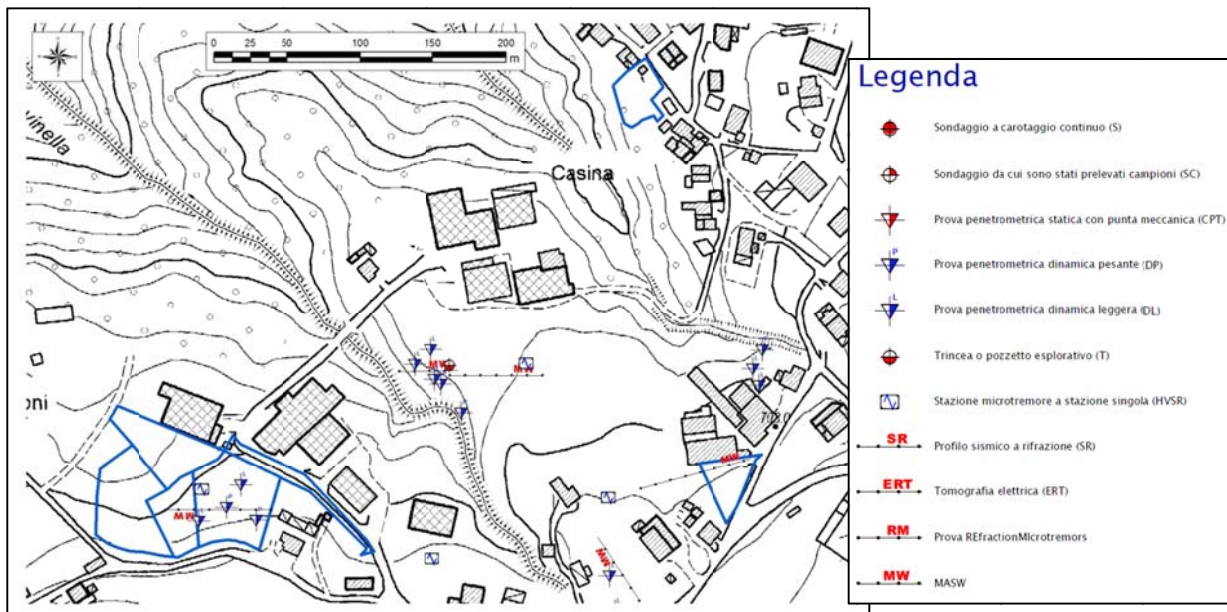 0 25 50 100 150 200
m
vinella
Casina
oni
MW
MW
MW
MW
MW
Legenda
Sondaggio a carotaggio continuo (S)
Sondaggio da cui sono stati prelevati campioni (SC)
Prova penetrometrica statica con punta meccanica (CPT)
P
Prova penetrometrica dinamica pesante (DP)
L
Prova penetrometrica dinamica leggera (DL)
Trincea o pozzetto esplorativo (T)
Stazione microtremore a stazione singola (HVSR)
SR
Profilo sismico a rifrazione (SR)
ERT
Tomografia elettrica (ERT)
RM
Prova REfractionMIcrotremors
MW
MASW